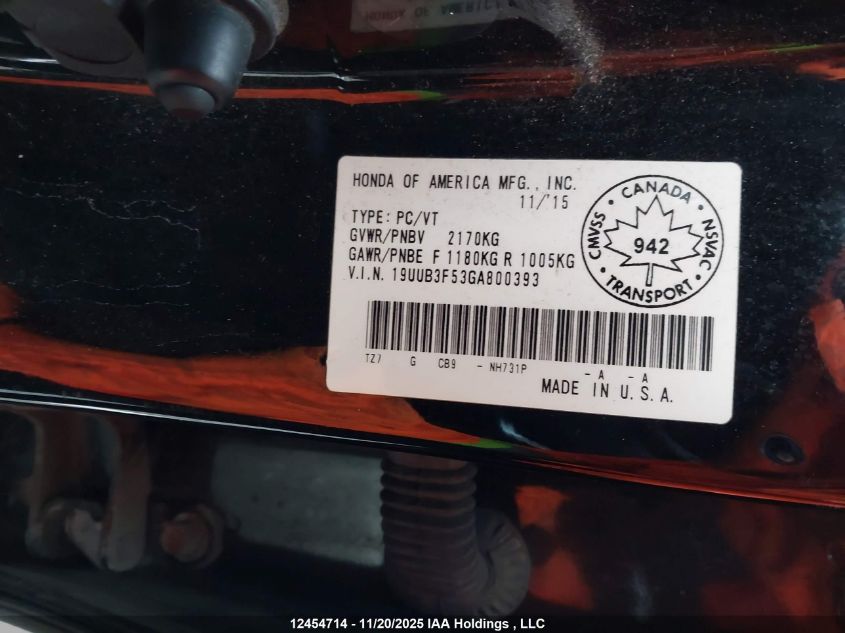 HONDA OF AMERICA MFG., INC.
11/'15
TYPE: PC/VT
GVWR/PNBV 2170KG
GAWR/PNBE F 1180KG R 1005KG
V.I.N. 19UUB3F53GA800393
CANADA
CMVSS
NSVAC
942
TRANSPORT
TZ7 G CB9 - NH731P - A - A
MADE IN U.S.A.
12454714 - 11/20/2025 IAA Holdings , LLC